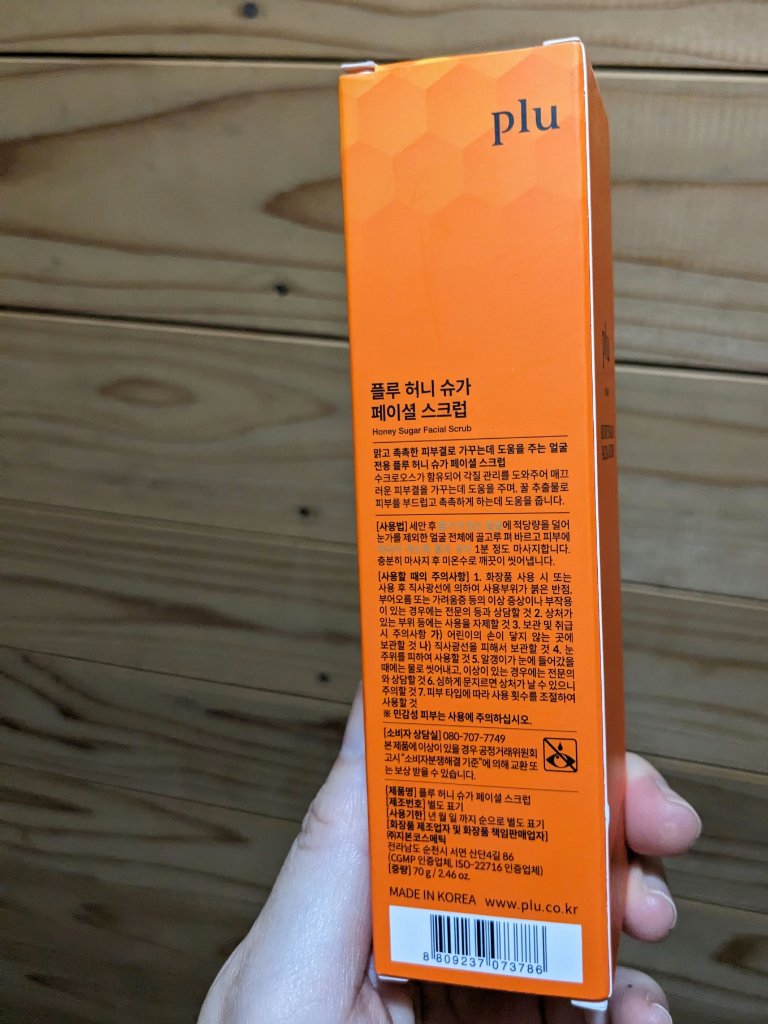 plu
플루 허니 슈가
페이셜 스크럽
Honey Sugar Facial Scrub
맑고 촉촉한 피부결로 가꾸는데 도움을 주는 얼굴
전용 플루 허니 슈가 페이셜 스크럽
수크로오스가 함유되어 각질 관리를 도와주어 매끄
러운 피부결을 가꾸는데 도움을 주며, 꿀 추출물로
피부를 부드럽고 촉촉하게 하는데 도움을 줍니다.
[사용법] 세안 후 물기가 있는 얼굴에 적당량을 덜어
눈가를 제외한 얼굴 전체에 골고루 펴 바르고 피부에
1분 정도 마사지합니다.
충분히 마사지 후 미온수로 깨끗이 씻어냅니다.
[사용할 때의 주의사항] 1. 화장품 사용 시 또는
사용 후 직사광선에 의하여 사용부위가 붉은 반점,
부어오름 또는 가려움증 등의 이상 증상이나 부작용
이 있는 경우에는 전문의 등과 상담할 것 2. 상처가
있는 부위 등에는 사용을 자제할 것 3. 보관 및 취급
시 주의사항 가) 어린이의 손이 닿지 않는 곳에
보관할 것 나) 직사광선을 피해서 보관할 것 4. 눈
주위를 피하여 사용할 것 5. 알갱이가 눈에 들어갔을
때에는 물로 씻어내고, 이상이 있는 경우에는 전문의
와 상담할 것 6. 심하게 문지르면 상처가 날 수 있으니
주의할 것 7. 피부 타입에 따라 사용 횟수를 조절하여
사용할 것
※ 민감성 피부는 사용에 주의하십시오.
[소비자 상담실] 080-707-7749
본 제품에 이상이 있을 경우 공정거래위원회
고시 "소비자분쟁해결 기준"에 의해 교환 또
는 보상 받을 수 있습니다.
[제품명] 플루 허니 슈가 페이셜 스크럽
[제조번호] 별도 표기
[사용기한] 년 월 일 까지 순으로 별도 표기
[화장품 제조업자 및 화장품 책임판매업자]
㈜지본코스메틱
전라남도 순천시 서면 산단4길 86
(CGMP 인증업체, ISO-22716 인증업체)
[중량] 70 g / 2.46 oz.
MADE IN KOREA www.plu.co.kr
8 809237 073786
plu